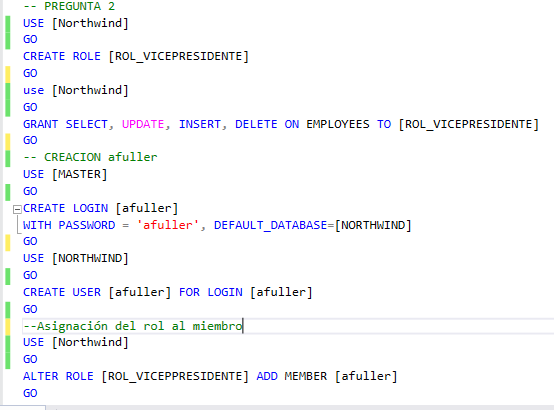 -- PREGUNTA 2
USE [Northwind]
GO
CREATE ROLE [ROL_VICEPRESIDENTE]
GO
use [Northwind]
GO
GRANT SELECT, UPDATE, INSERT, DELETE ON EMPLOYEES TO [ROL_VICEPRESIDENTE]
GO
-- CREACION afuller
USE [MASTER]
GO
CREATE LOGIN [afuller]
WITH PASSWORD = 'afuller', DEFAULT_DATABASE=[NORTHWIND]
GO
USE [NORTHWIND]
GO
CREATE USER [afuller] FOR LOGIN [afuller]
GO
--Asignación del rol al miembro
USE [Northwind]
GO
ALTER ROLE [ROL_VICEPPRESIDENTE] ADD MEMBER [afuller]
GO